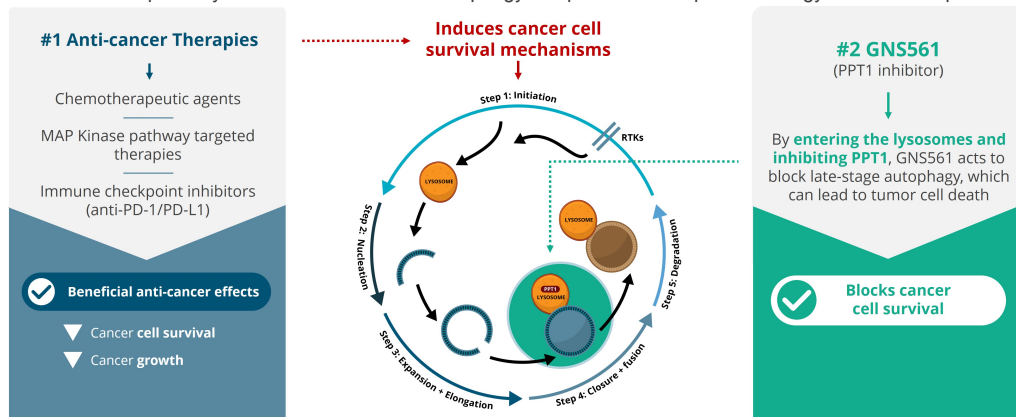 #1 Anti-cancer Therapies
Chemotherapeutic agents
MAP Kinase pathway targeted
therapies
Immune checkpoint inhibitors
(anti-PD-1/PD-L1)
Beneficial anti-cancer effects
Cancer cell survival
Cancer growth
Induces cancer cell
survival mechanisms
Step 1: Initiation
RTKs
LYSOSOME
Step 2: Nucleation
Step 3: Expansion + Elongation
PPT1
LYSOSOME
Step 4: Closure + fusion
LYSOSOME
Step 5: Degradation
#2 GNS561
(PPT1 inhibitor)
By entering the lysosomes and
inhibiting PPT1, GNS561 acts to
block late-stage autophagy, which
can lead to tumor cell death
Blocks cancer
cell survival